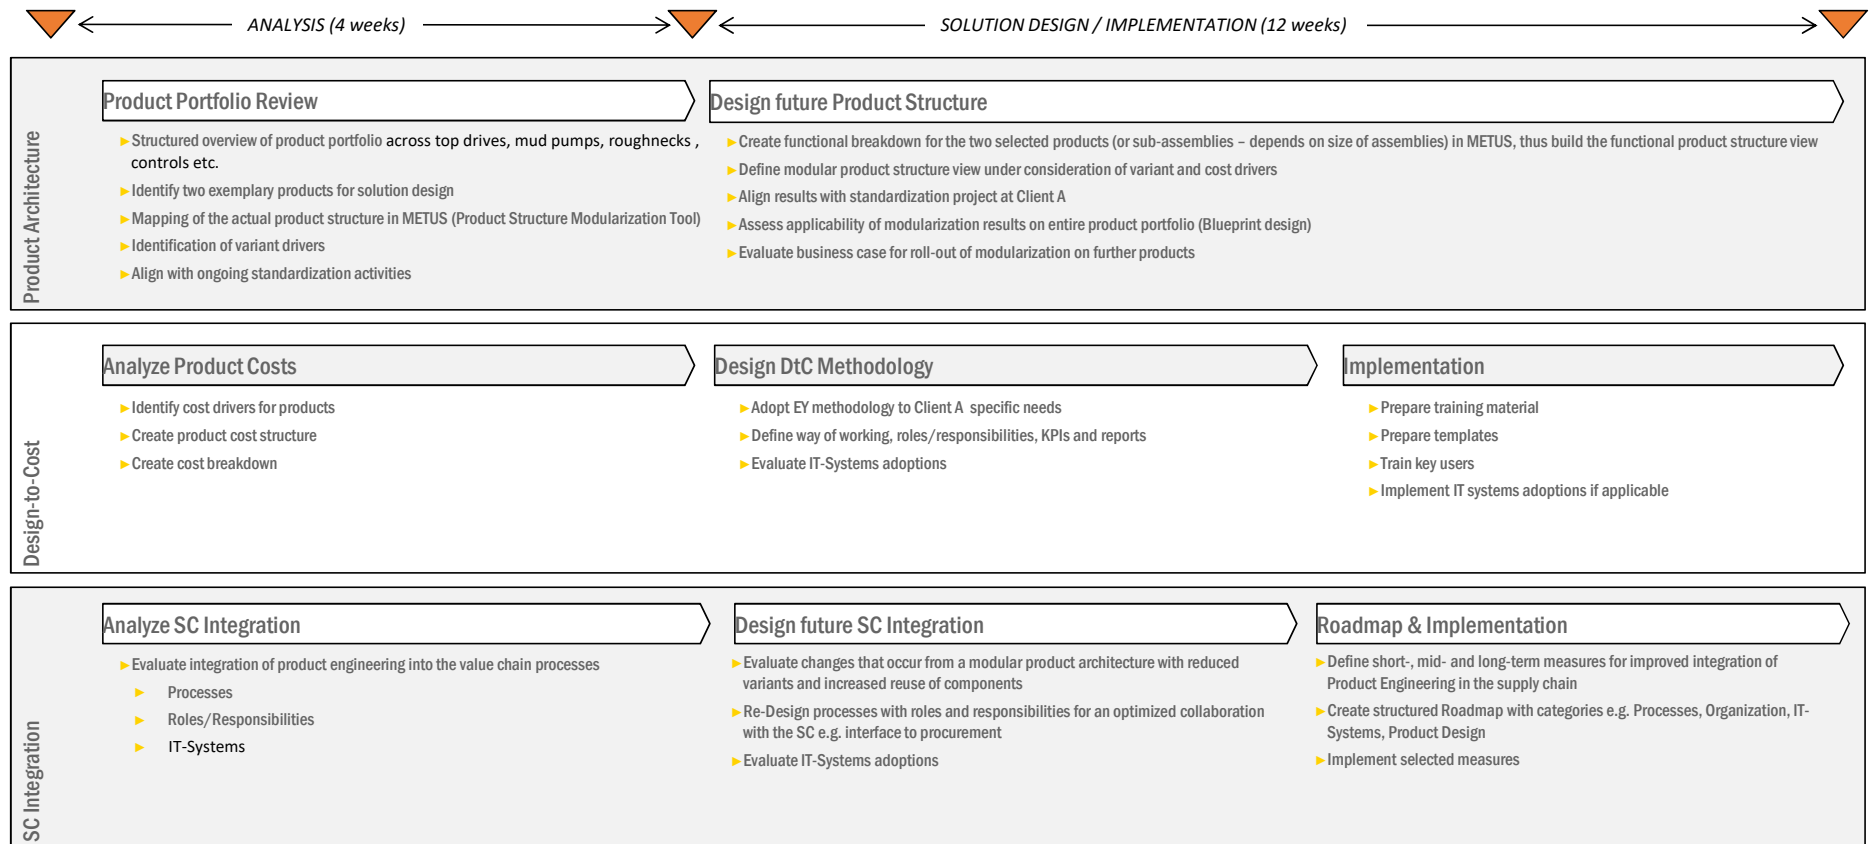 ANALYSIS (4 weeks)
SOLUTION DESIGN / IMPLEMENTATION (12 weeks)
Product Architecture
Product Portfolio Review
►Structured overview of product portfolio across top drives, mud pumps, roughnecks ,
controls etc.
►Identify two exemplary products for solution design
►Mapping of the actual product structure in METUS (Product Structure Modularization Tool)
►Identification of variant drivers
►Align with ongoing standardization activities
Design future Product Structure
►Create functional breakdown for the two selected products (or sub-assemblies – depends on size of assemblies) in METUS, thus build the functional product structure view
►Define modular product structure view under consideration of variant and cost drivers
►Align results with standardization project at Client A
►Assess applicability of modularization results on entire product portfolio (Blueprint design)
►Evaluate business case for roll-out of modularization on further products
Design-to-Cost
Analyze Product Costs
►Identify cost drivers for products
►Create product cost structure
►Create cost breakdown
Design DtC Methodology
►Adopt EY methodology to Client A specific needs
►Define way of working, roles/responsibilities, KPIs and reports
►Evaluate IT-Systems adoptions
Implementation
►Prepare training material
►Prepare templates
►Train key users
►Implement IT systems adoptions if applicable
SC Integration
Analyze SC Integration
►Evaluate integration of product engineering into the value chain processes
► Processes
► Roles/Responsibilities
► IT-Systems
Design future SC Integration
►Evaluate changes that occur from a modular product architecture with reduced
variants and increased reuse of components
►Re-Design processes with roles and responsibilities for an optimized collaboration
with the SC e.g. interface to procurement
►Evaluate IT-Systems adoptions
Roadmap & Implementation
►Define short-, mid- and long-term measures for improved integration of
Product Engineering in the supply chain
►Create structured Roadmap with categories e.g. Processes, Organization, IT-
Systems, Product Design
►Implement selected measures